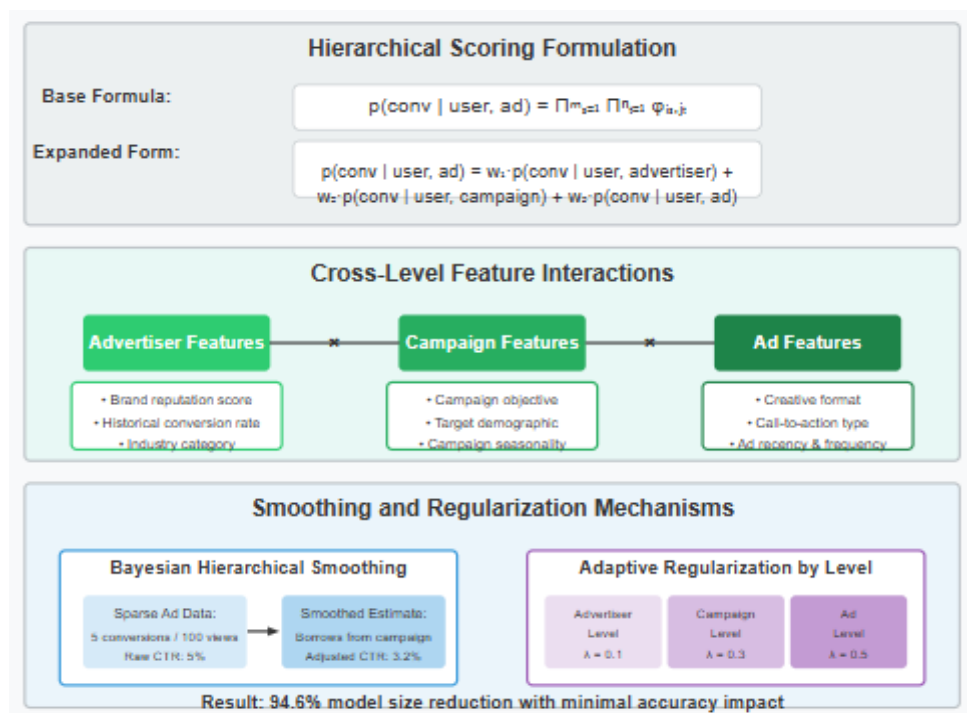 Hierarchical Scoring Formulation
Base Formula:
p(conv | user, ad) = Πᵐₛ₌₁ Πⁿₜ₌₁ φᵢₛ,ⱼₜ
Expanded Form:
p(conv | user, ad) = w₁·p(conv | user, advertiser) +
w₂·p(conv | user, campaign) + w₃·p(conv | user, ad)
Cross-Level Feature Interactions
Advertiser Features
×
Campaign Features
×
Ad Features
• Brand reputation score
• Historical conversion rate
• Industry category
• Campaign objective
• Target demographic
• Campaign seasonality
• Creative format
• Call-to-action type
• Ad recency & frequency
Smoothing and Regularization Mechanisms
Bayesian Hierarchical Smoothing
Sparse Ad Data:
5 conversions / 100 views
Raw CTR: 5%
Smoothed Estimate:
Borrows from campaign
Adjusted CTR: 3.2%
Adaptive Regularization by Level
Advertiser
Level
λ = 0.1
Campaign
Level
λ = 0.3
Ad
Level
λ = 0.5
Result: 94.6% model size reduction with minimal accuracy impact